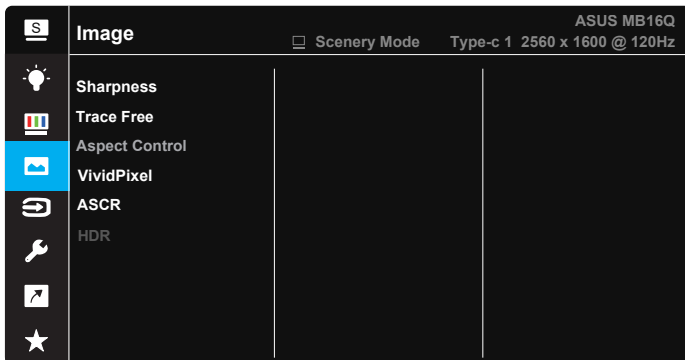 S
Image
ASUS MB16Q
Scenery Mode Type-c 1 2560 x 1600 @ 120Hz
Sharpness
Trace Free
Aspect Control
VividPixel
ASCR
HDR